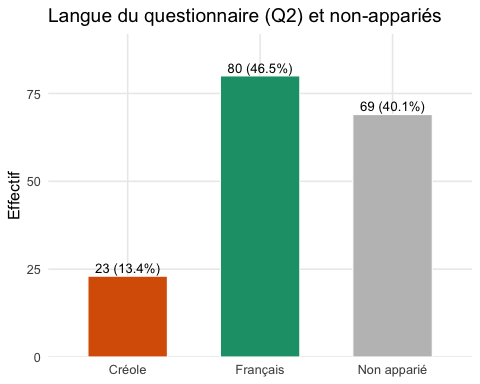 Langue du questionnaire (Q2) et non-appariés
80 (46.5%)
69 (40.1%)
23 (13.4%)
75
50
25
0
Effectif
Créole
Français
Non apparié